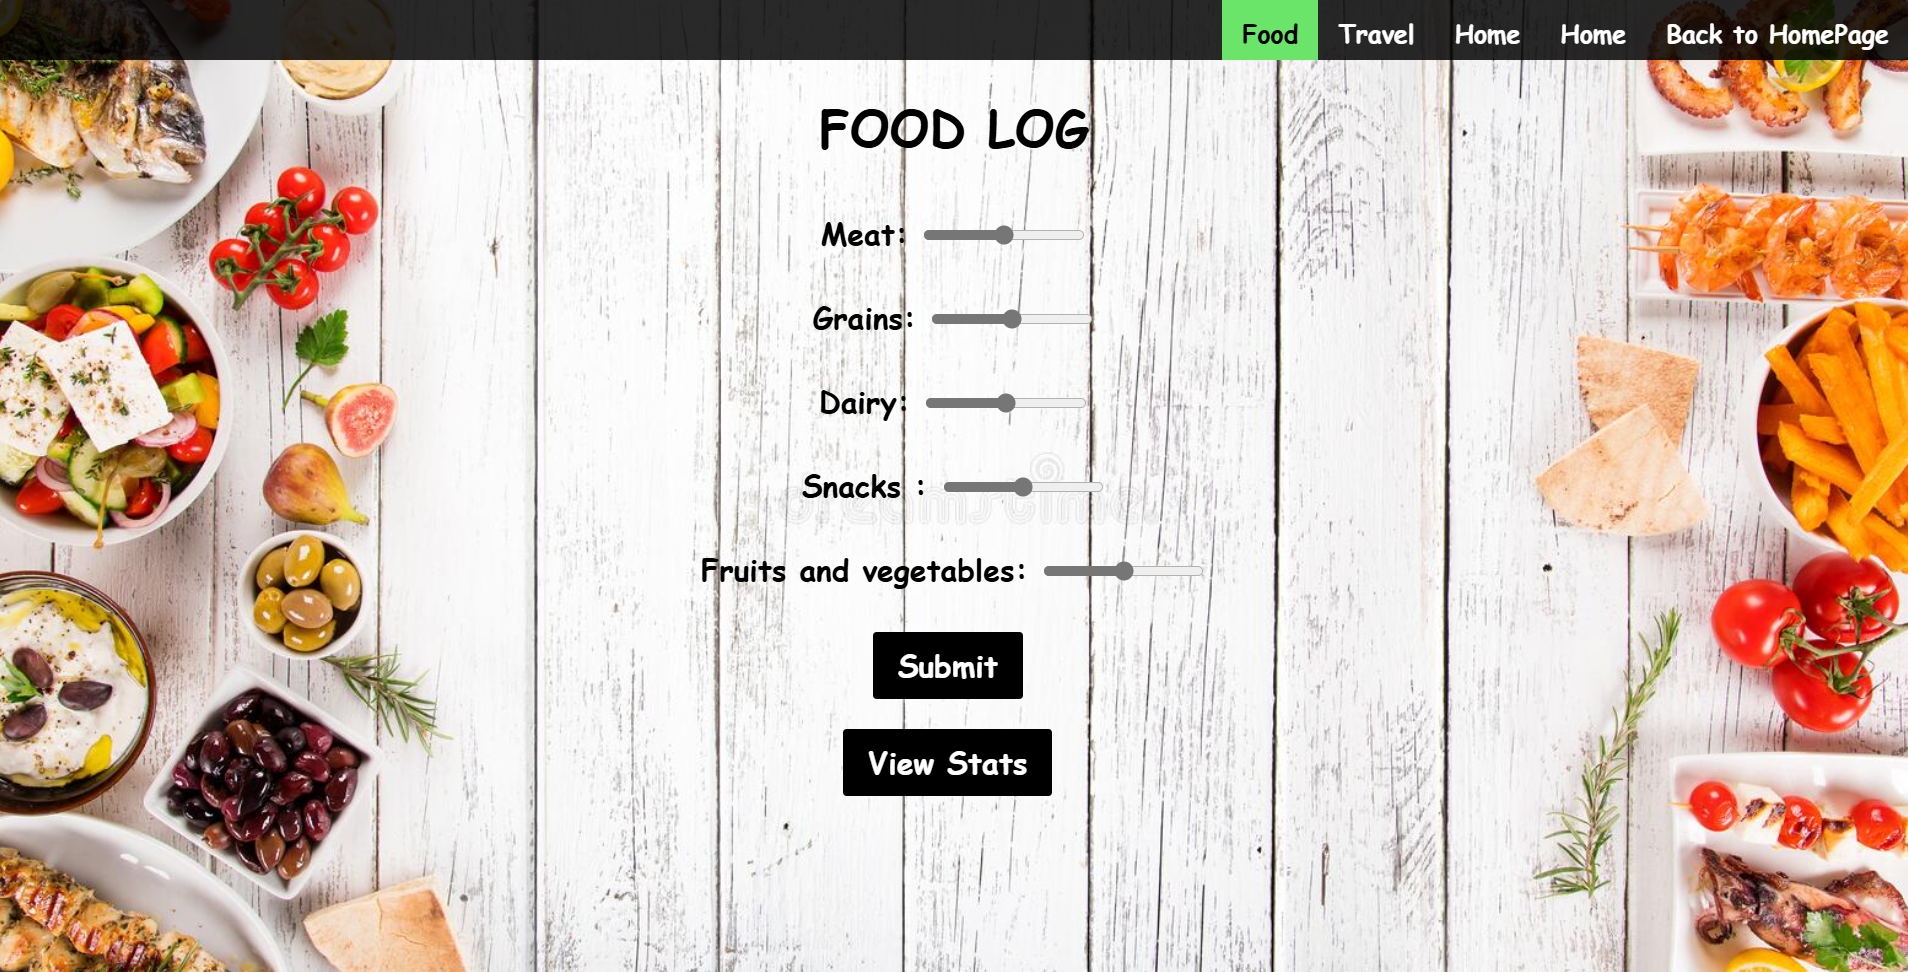 Food Travel Home Home Back to HomePage
FOOD LOG
Meat:
Grains:
Dairy:
Snacks :
dreamstime
Fruits and vegetables:
Submit
View Stats